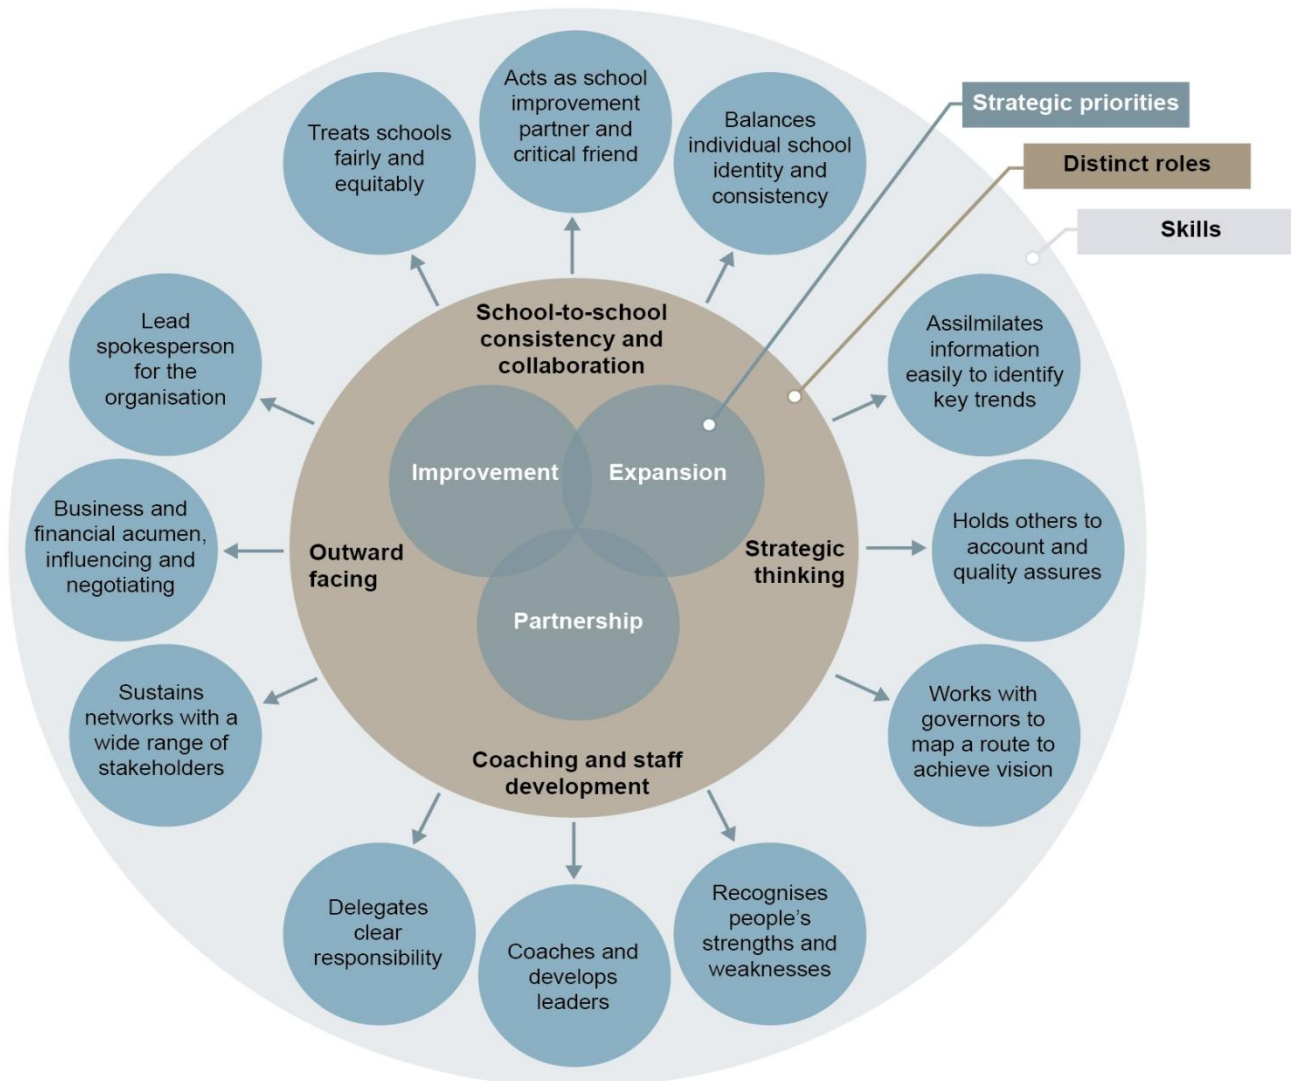 Strategic priorities
Distinct roles
Skills
Treats schools
fairly and
equitably
Acts as school
improvement
partner and
critical friend
Balances
individual school
identity and
consistency
Assilmilates
information
easily to identify
key trends
Holds others to
account and
quality assures
Works with
governors to
map a route to
achieve vision
Recognises
people’s
strengths and
weaknesses
Coaches and
develops
leaders
Delegates
clear
responsibility
Sustains
networks with a
wide range of
stakeholders
Business and
financial acumen,
influencing and
negotiating
Lead
spokesperson
for the
organisation
School-to-school
consistency and
collaboration
Improvement
Expansion
Partnership
Outward
facing
Strategic
thinking
Coaching and staff
development